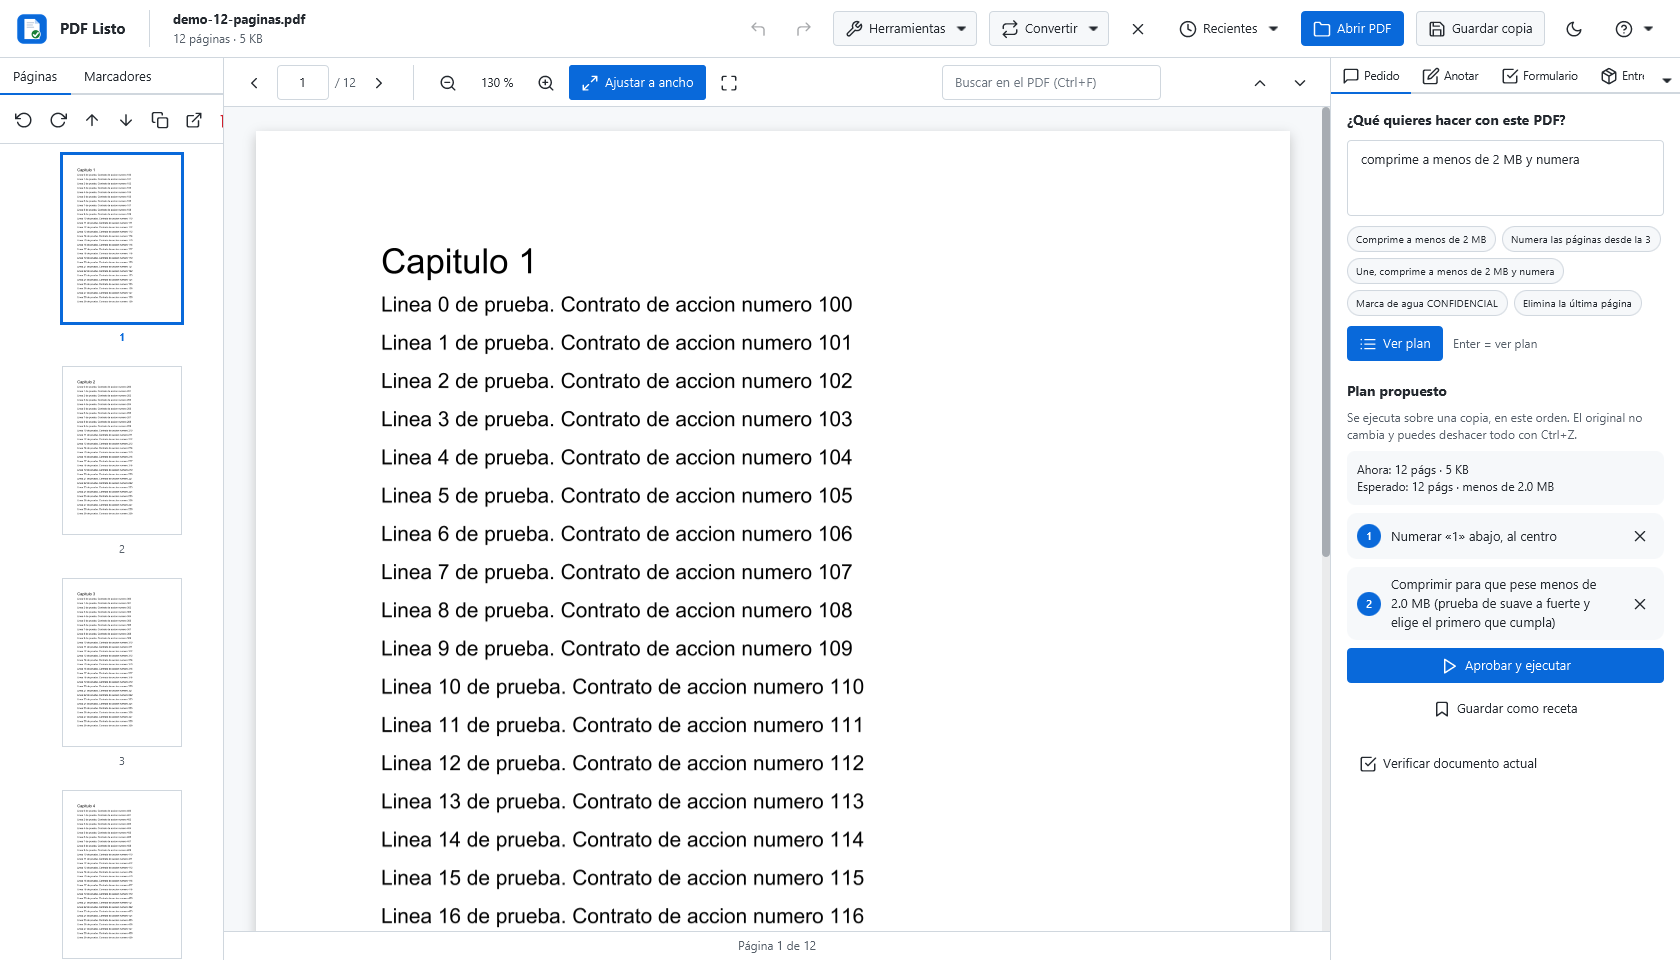 PDF Listo
demo-12-paginas.pdf
12 páginas · 5 KB
Herramientas
Convertir
Recientes
Abrir PDF
Guardar copia
Páginas
Marcadores
1
/ 12
130 %
Ajustar a ancho
Buscar en el PDF (Ctrl+F)
Pedido
Anotar
Formulario
Entre
Capitulo 1
1
Capitulo 2
2
Capitulo 3
3
Capitulo 4
Capitulo 1
Linea 0 de prueba. Contrato de accion numero 100
Linea 1 de prueba. Contrato de accion numero 101
Linea 2 de prueba. Contrato de accion numero 102
Linea 3 de prueba. Contrato de accion numero 103
Linea 4 de prueba. Contrato de accion numero 104
Linea 5 de prueba. Contrato de accion numero 105
Linea 6 de prueba. Contrato de accion numero 106
Linea 7 de prueba. Contrato de accion numero 107
Linea 8 de prueba. Contrato de accion numero 108
Linea 9 de prueba. Contrato de accion numero 109
Linea 10 de prueba. Contrato de accion numero 110
Linea 11 de prueba. Contrato de accion numero 111
Linea 12 de prueba. Contrato de accion numero 112
Linea 13 de prueba. Contrato de accion numero 113
Linea 14 de prueba. Contrato de accion numero 114
Linea 15 de prueba. Contrato de accion numero 115
Linea 16 de prueba. Contrato de accion numero 116
Página 1 de 12
¿Qué quieres hacer con este PDF?
comprime a menos de 2 MB y numera
Comprime a menos de 2 MB
Numera las páginas desde la 3
Une, comprime a menos de 2 MB y numera
Marca de agua CONFIDENCIAL
Elimina la última página
Ver plan
Enter = ver plan
Plan propuesto
Se ejecuta sobre una copia, en este orden. El original no
cambia y puedes deshacer todo con Ctrl+Z.
Ahora: 12 págs · 5 KB
Esperado: 12 págs · menos de 2.0 MB
1
Numerar «1» abajo, al centro
2
Comprimir para que pese menos de
2.0 MB (prueba de suave a fuerte y
elige el primero que cumpla)
Aprobar y ejecutar
Guardar como receta
Verificar documento actual